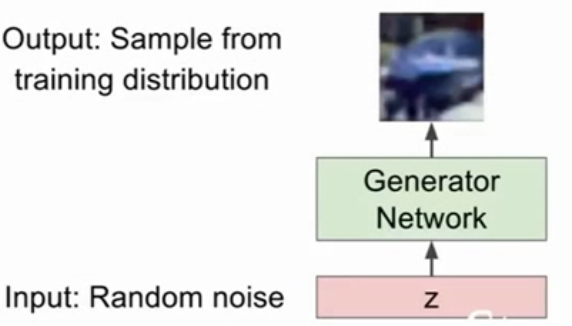 Output: Sample from
training distribution
Generator
Network
Input: Random noise
z